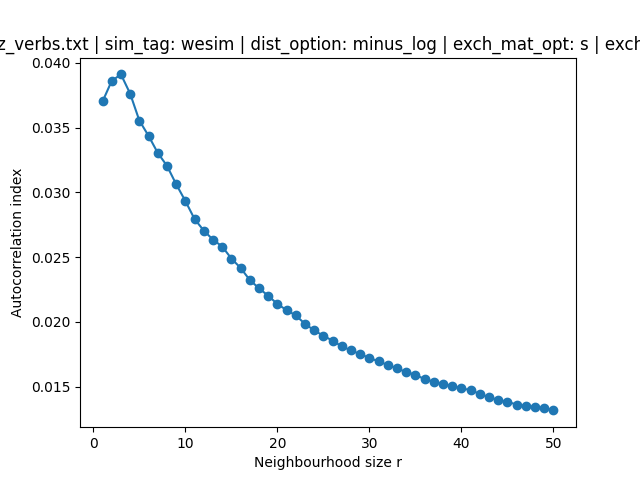 z_verbs.txt | sim_tag: wesim | dist_option: minus_log | exch_mat_opt: s | exch
0.040
0.035
0.030
0.025
0.020
0.015
Autocorrelation index
0 10 20 30 40 50
Neighbourhood size r